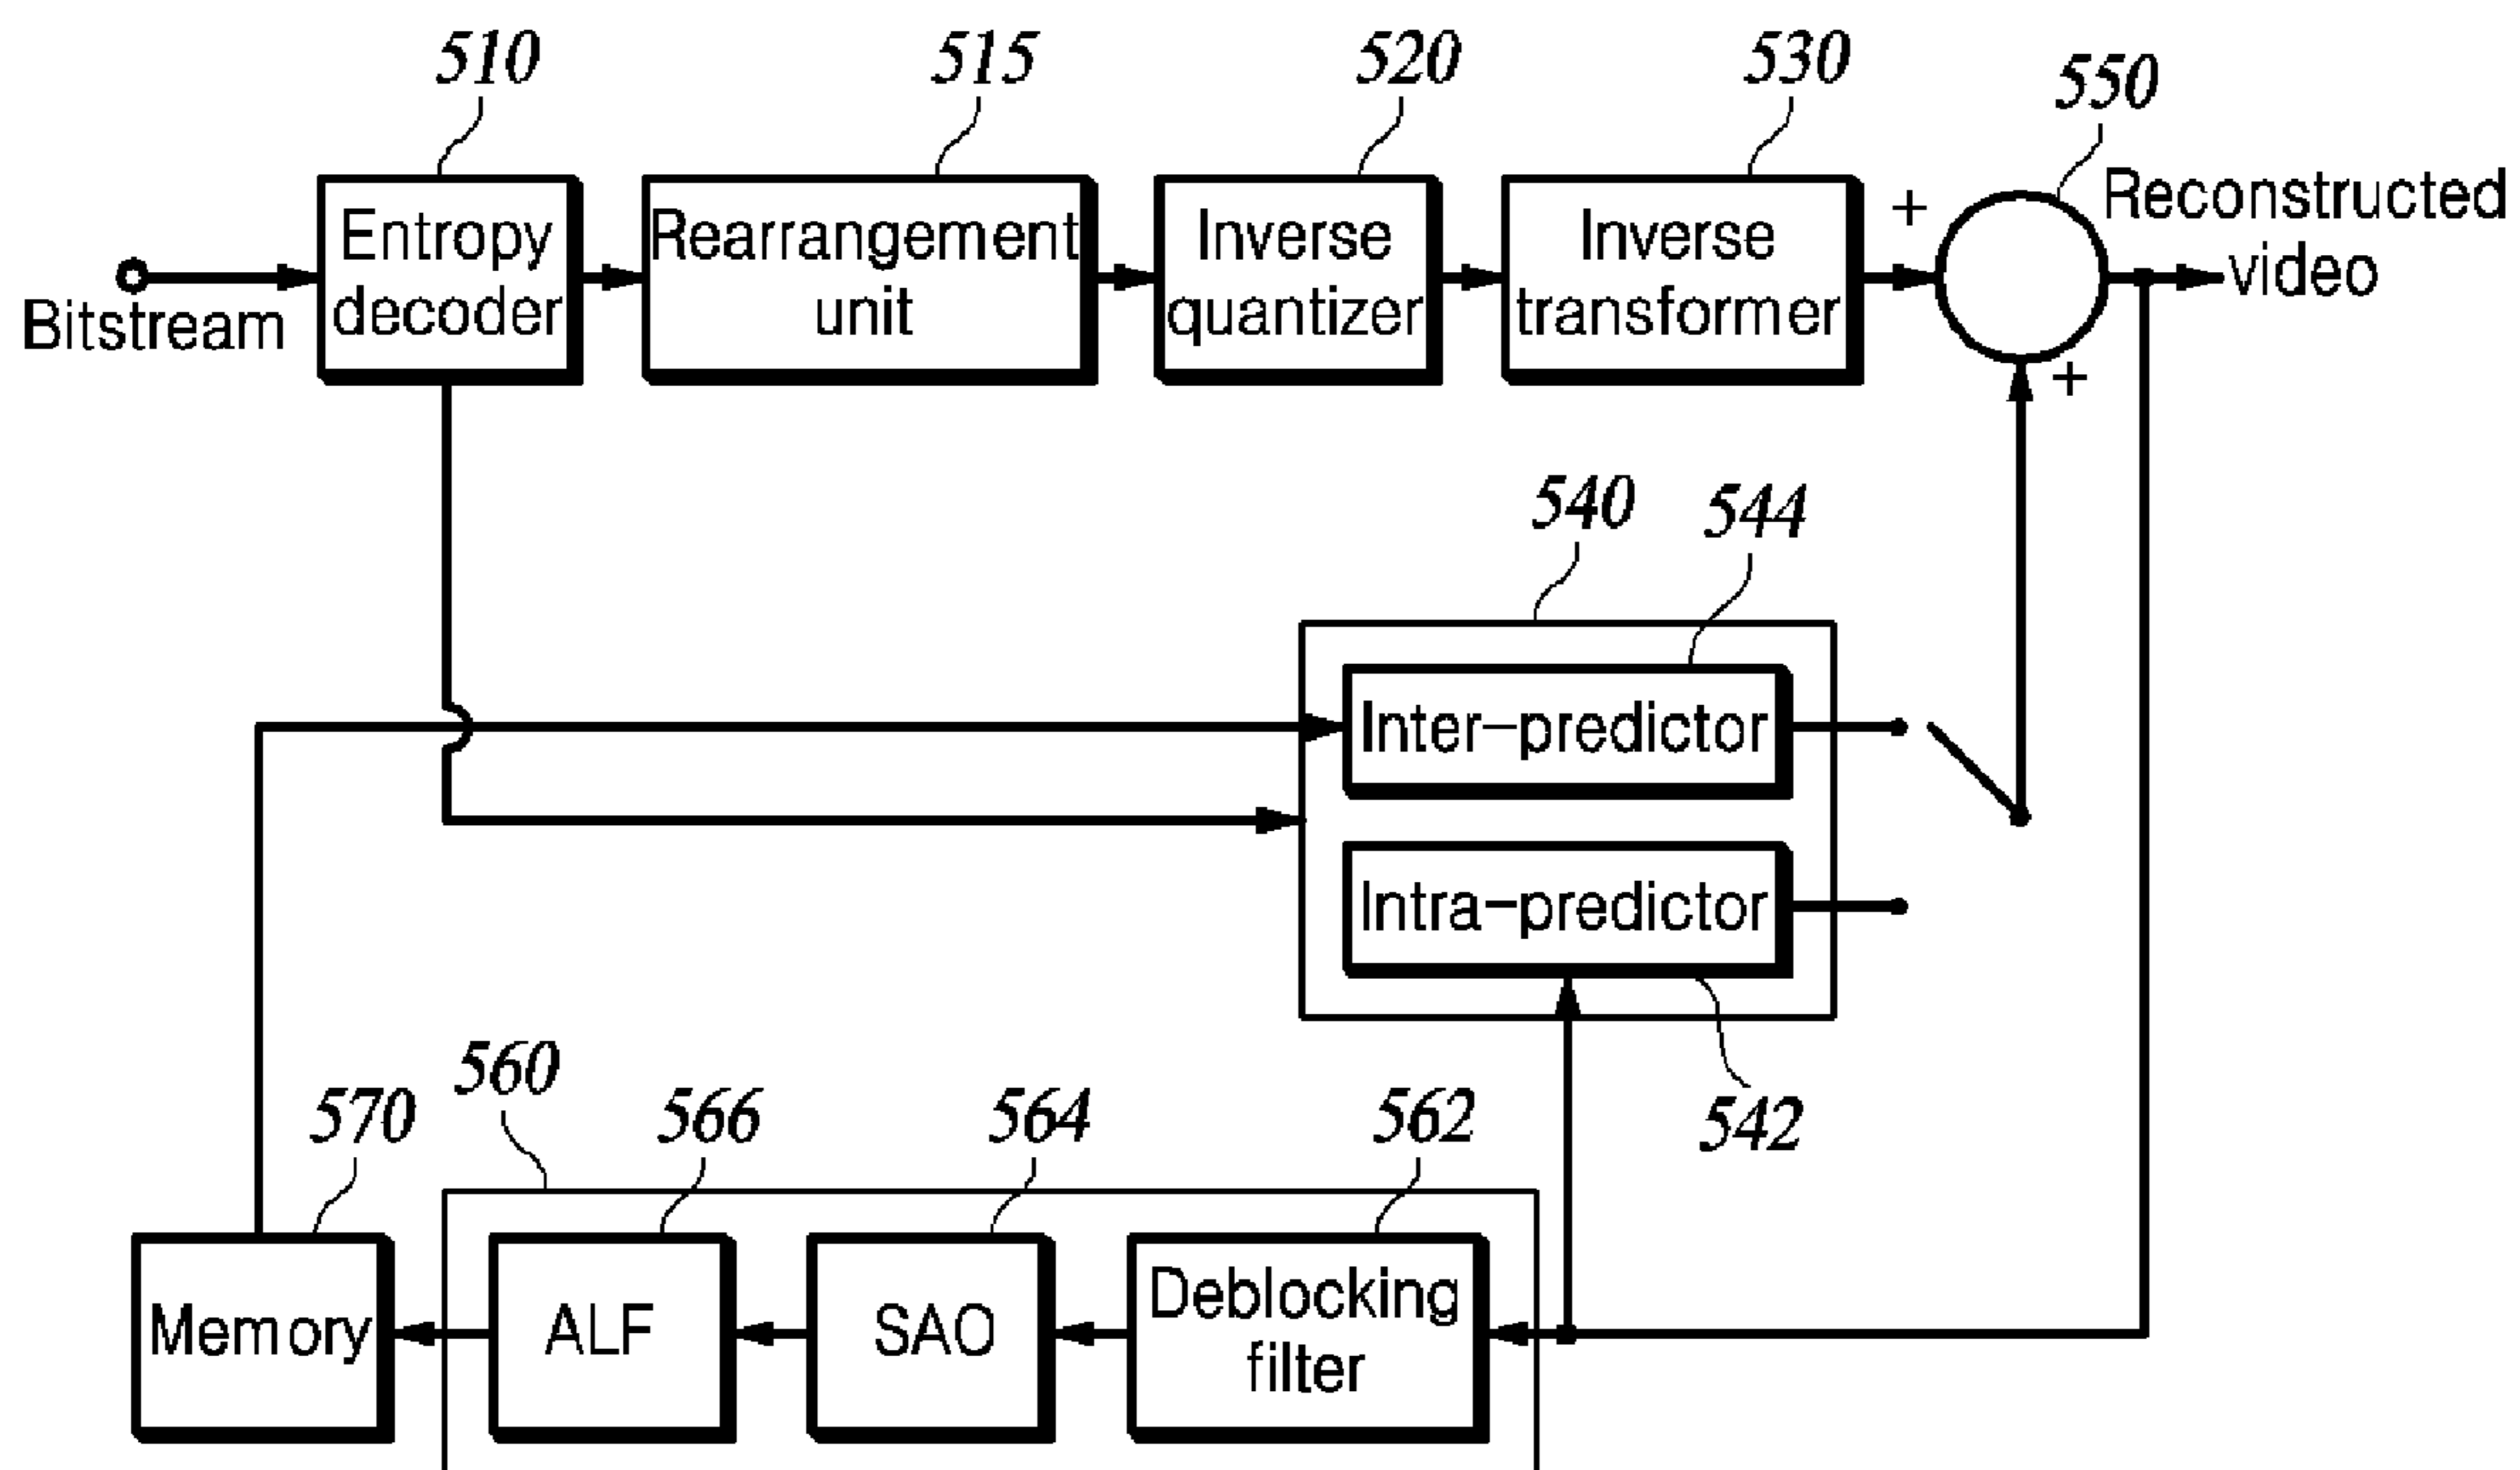 510
515
520
530
550
Entropy
decoder
Rearrangement
unit
Inverse
quantizer
Inverse
transformer
+
+
Reconstructed
video
Bitstream
540
544
Inter-predictor
Intra-predictor
542
560
570
566
564
562
Memory
ALF
SAO
Deblocking
filter